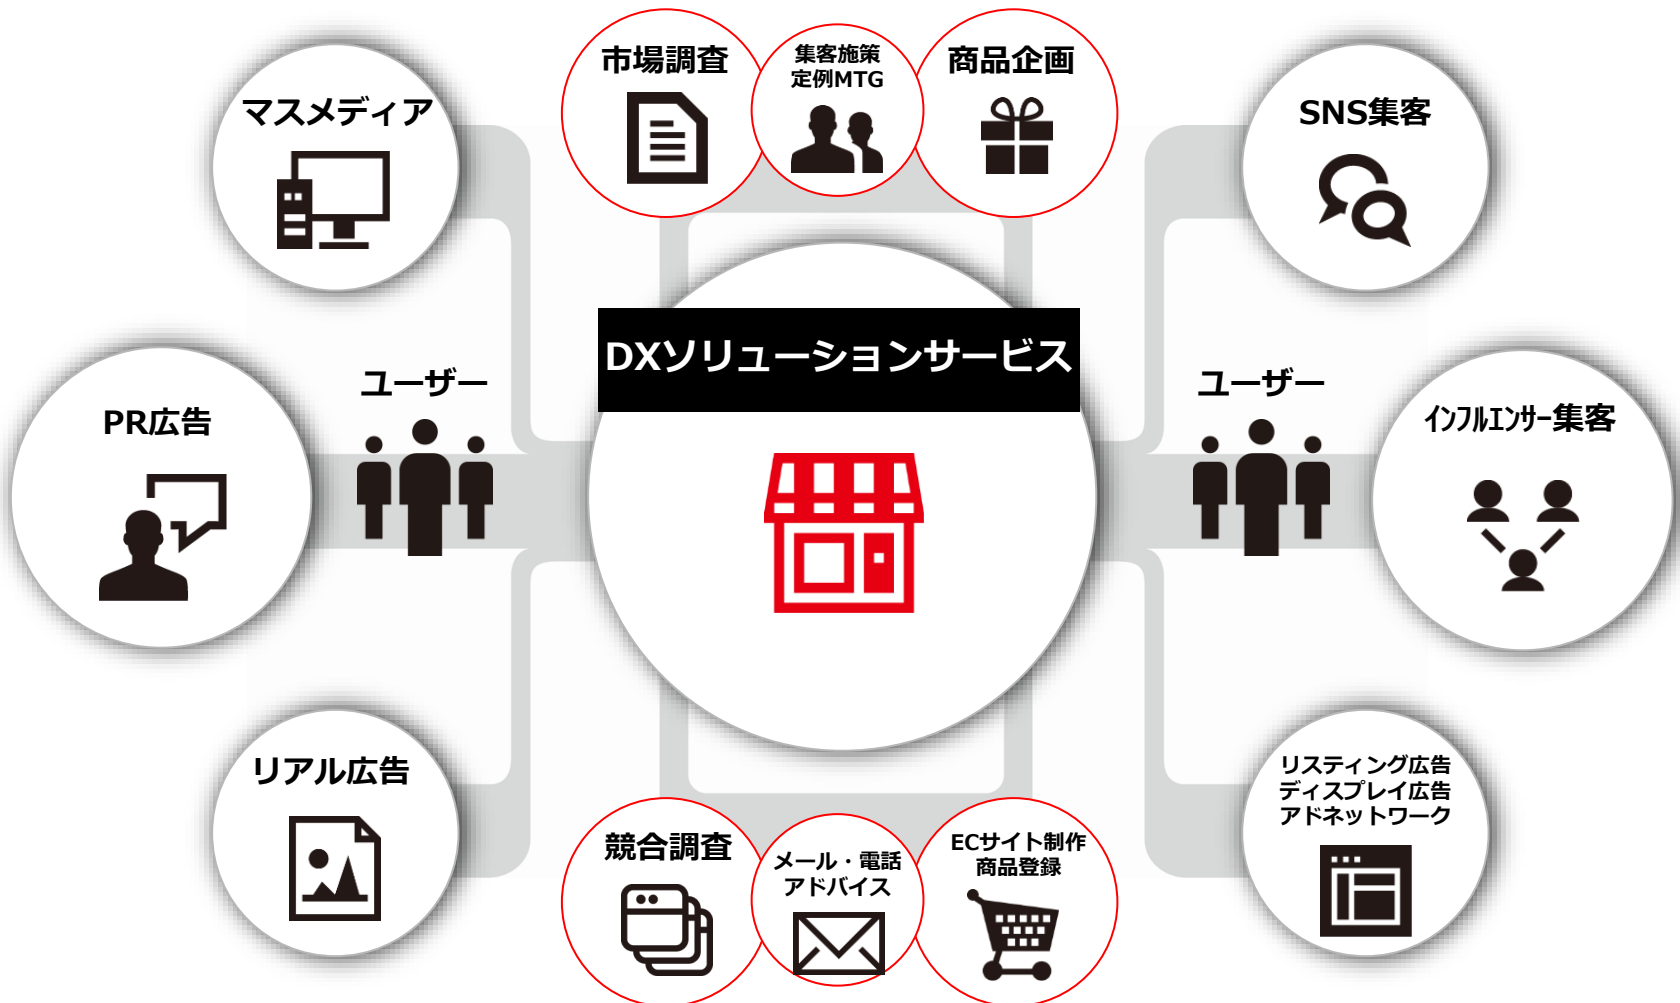 市場調査
集客施策
定例MTG
商品企画
マスメディア
SNS集客
DXソリューションサービス
ユーザー
ユーザー
PR広告
インフルエンサー集客
リアル広告
リスティング広告
ディスプレイ広告
アドネットワーク
競合調査
メール・電話
アドバイス
ECサイト制作
商品登録